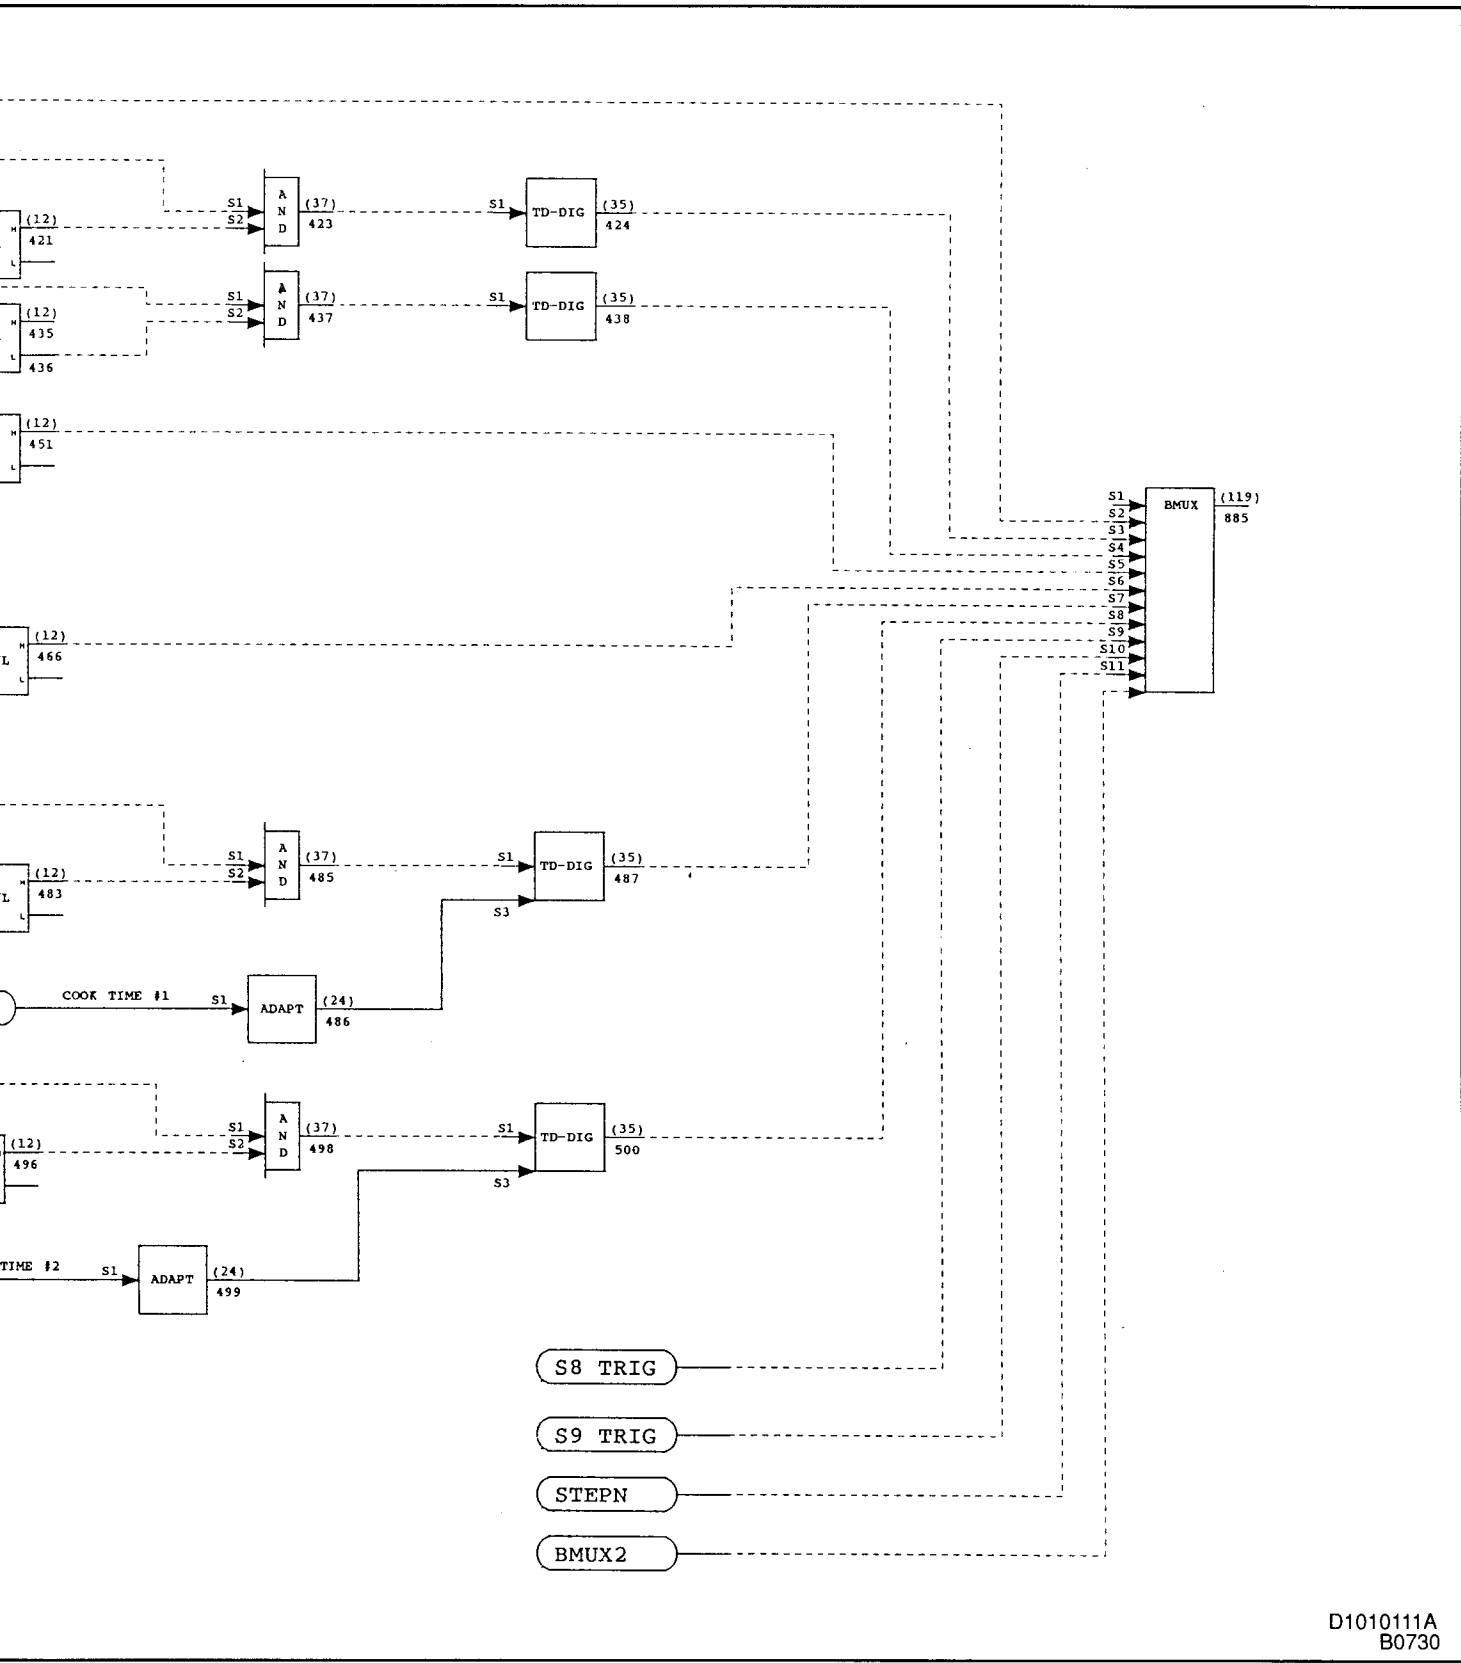 S1 A N D (37) S1 TD-DIG (35)
S2 423 424
H (12) 421
L
S1 A N D (37) S1 TD-DIG (35)
S2 437 438
H (12) 435
L 436
H (12) 451
L
S1 BMUX (119)
S2 885
S3
S4
S5
S6
S7
S8
S9
S10
S11
L H (12) 466
L
S1 A N D (37) S1 TD-DIG (35)
S2 485 487
L H (12) 483
L
S3
COOK TIME #1 S1 ADAPT (24)
486
S1 A N D (37) S1 TD-DIG (35)
S2 498 500
(12) 496
S3
TIME #2 S1 ADAPT (24)
499
S8 TRIG
S9 TRIG
STEPN
BMUX2
D1010111A
B0730